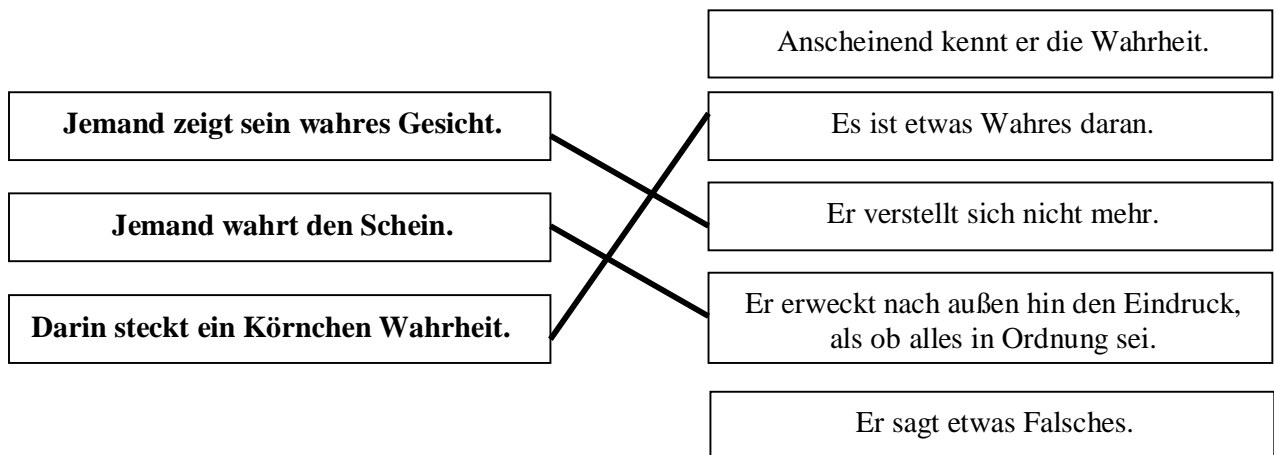 Jemand zeigt sein wahres Gesicht.
Jemand wahrt den Schein.
Darin steckt ein Körnchen Wahrheit.
Anscheinend kennt er die Wahrheit.
Es ist etwas Wahres daran.
Er verstellt sich nicht mehr.
Er erweckt nach außen hin den Eindruck,
als ob alles in Ordnung sei.
Er sagt etwas Falsches.